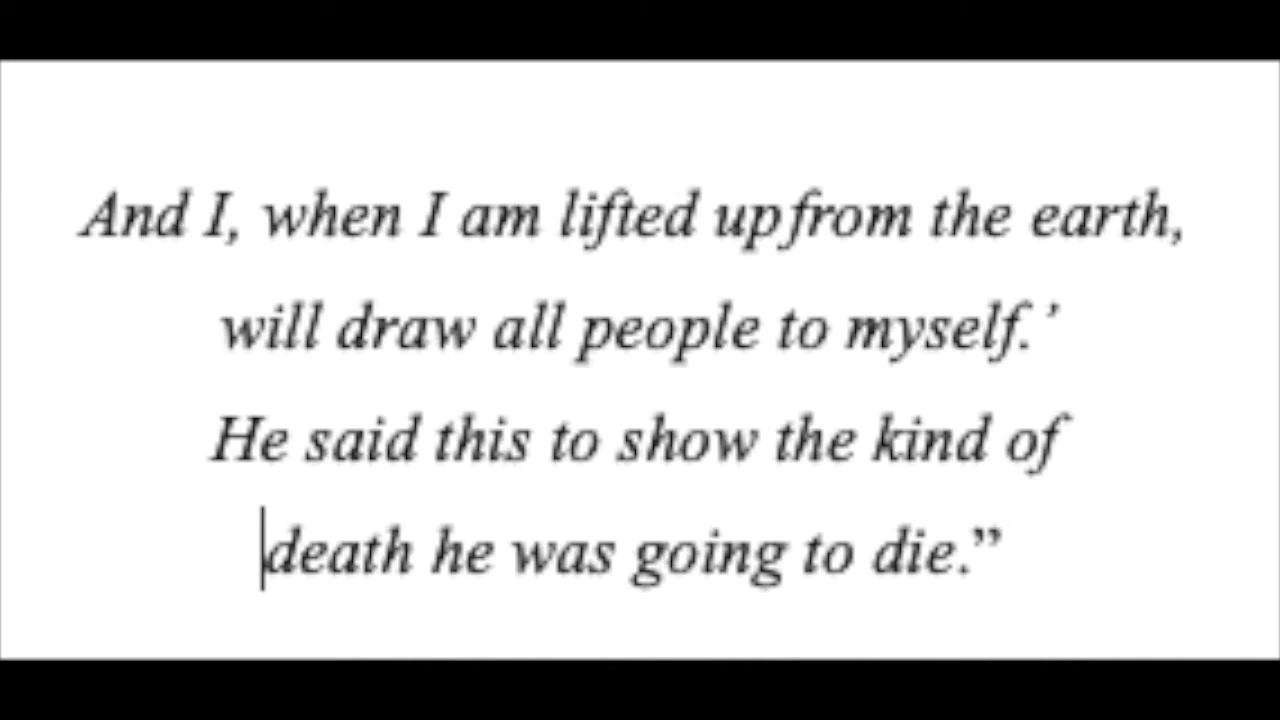 And I, when I am lifted up from the earth,
will draw all people to myself.’
He said this to show the kind of
death he was going to die.”